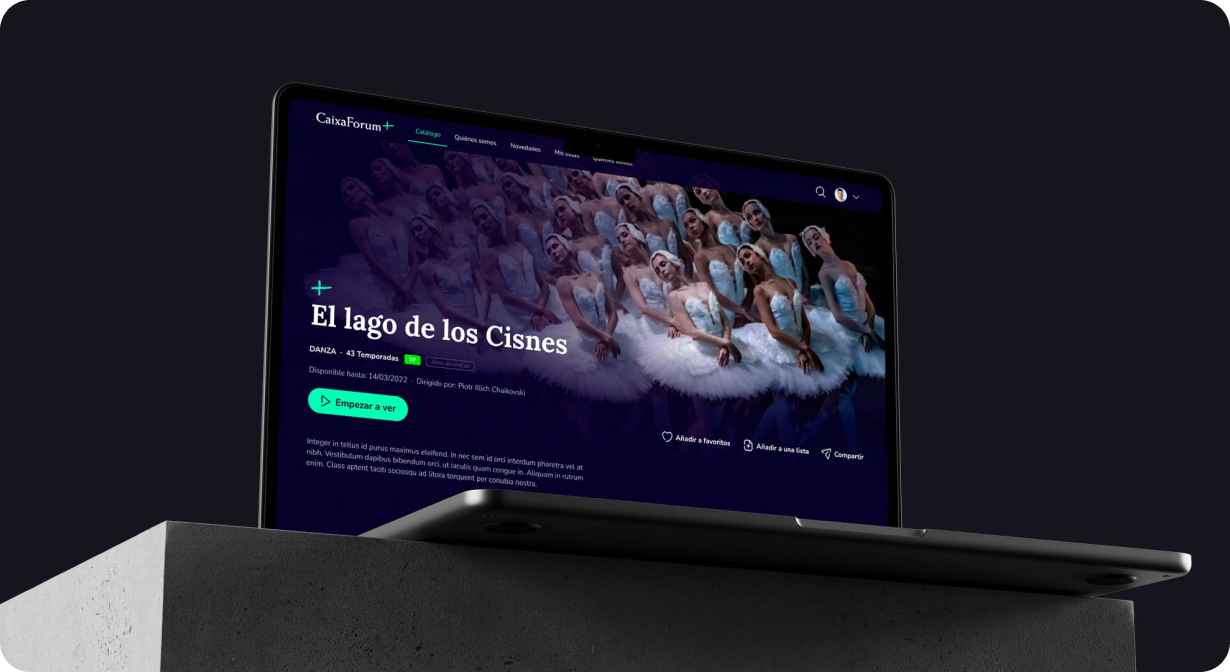 CaixaForum+
Catálogo
Quiénes somos
Novedades
Mis listas
Quiénes somos
El lago de los Cisnes
DANZA · 43 Temporadas TP
Disponible hasta: 14/03/2022 · Dirigido por: Piotr Illich Chaikovski
Empezar a ver
Añadir a favoritos
Añadir a una lista
Compartir
Integer in tellus id purus maximus eleifend. In nec sem id orci interdum pharetra vel at
nibh. Vestibulum dapibus bibendum orci, ut iaculis quam congue in. Aliquam in rutrum
enim. Class aptent taciti sociosqu ad litora torquent per conubia nostra.